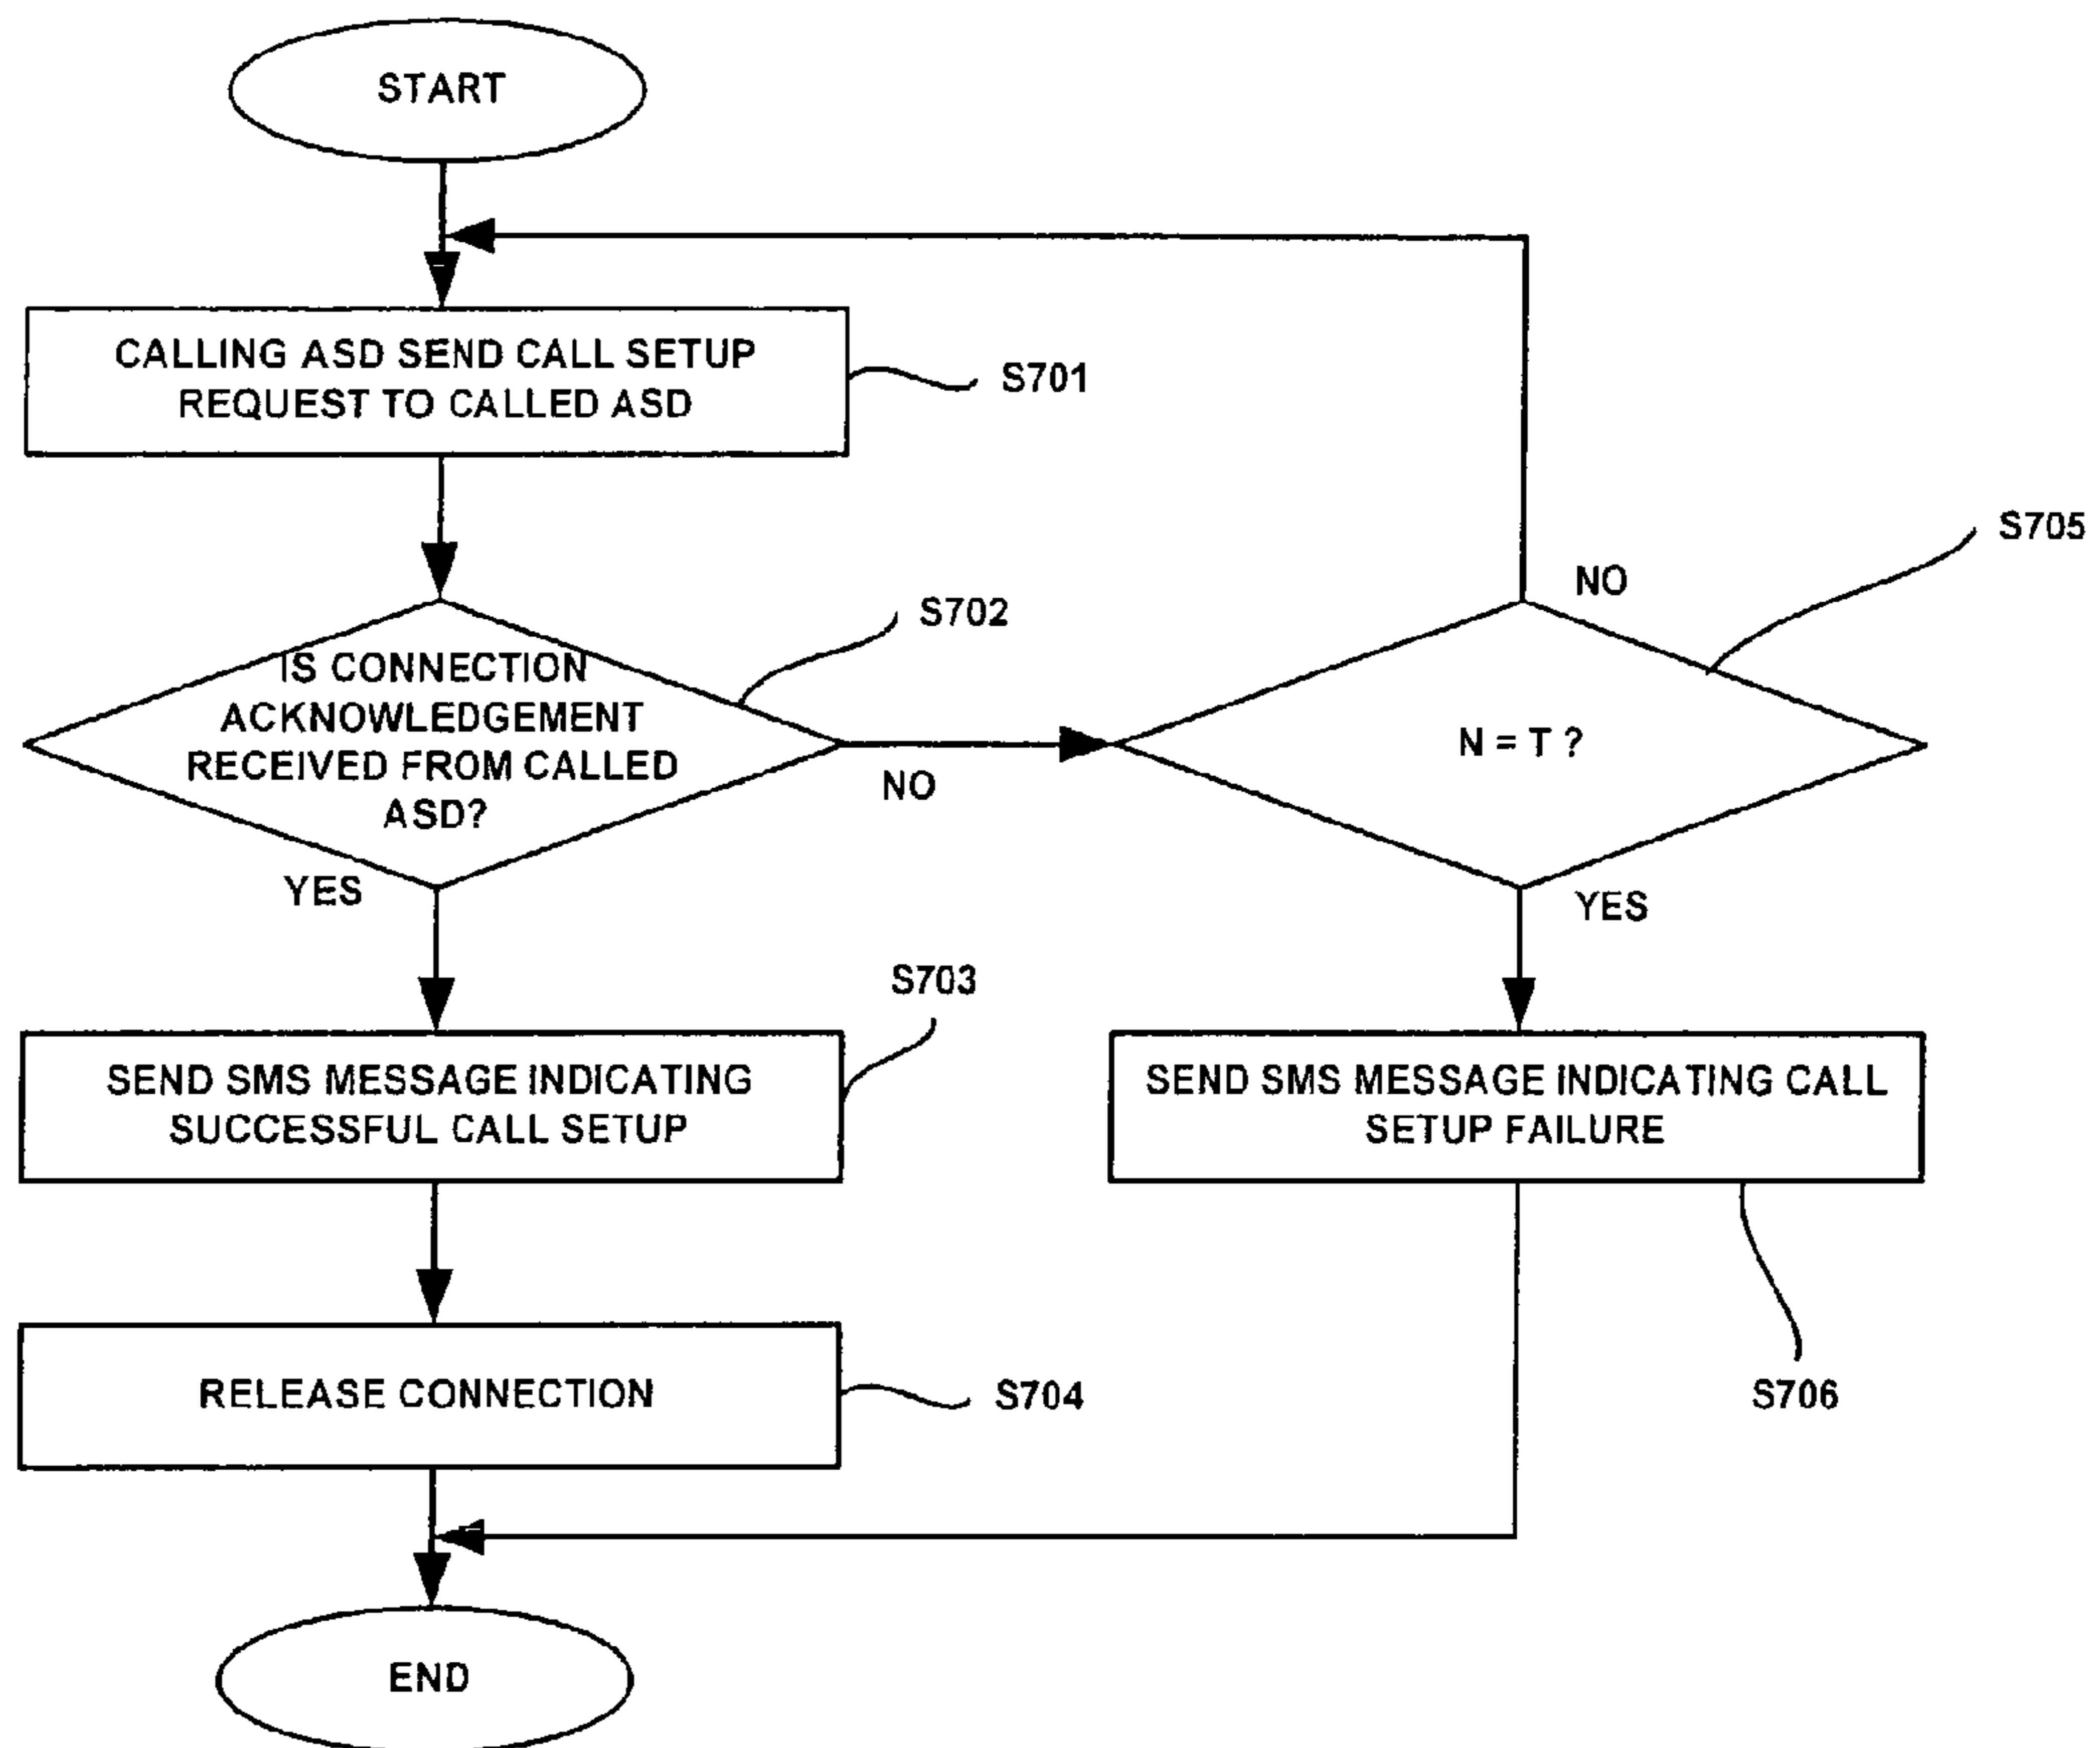 START
CALLING ASD SEND CALL SETUP
REQUEST TO CALLED ASD
S701
IS CONNECTION
ACKNOWLEDGEMENT
RECEIVED FROM CALLED
ASD?
S702
NO
YES
N = T ?
S705
NO
YES
SEND SMS MESSAGE INDICATING
SUCCESSFUL CALL SETUP
S703
SEND SMS MESSAGE INDICATING CALL
SETUP FAILURE
S706
RELEASE CONNECTION
S704
END